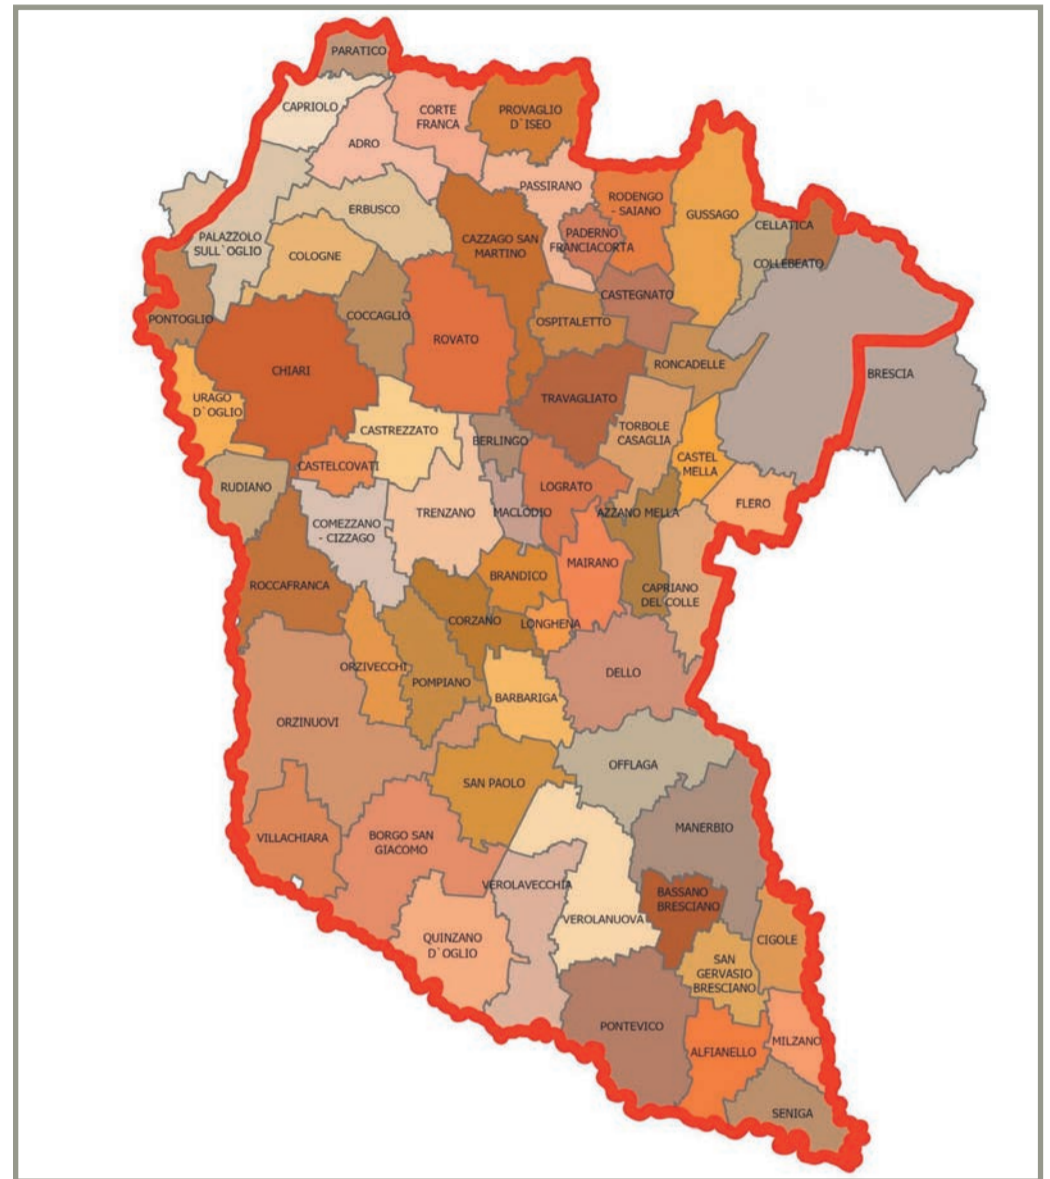 PARATICO
CAPRIOLO
CORTE
FRANCA
PROVAGLIO
D`ISEO
ADRO
PASSIRANO
RODENGO
- SAIANO
ERBUSCO
GUSSAGO
CELLATICA
PALAZZOLO
SULL`OGLIO
CAZZAGO SAN
MARTINO
PADERNO
FRANCIACORTA
COLOGNE
COLLEBEATO
CASTEGNATO
PONTOGLIO
COCCAGLIO
OSPITALETTO
ROVATO
CHIARI
RONCADELLE
BRESCIA
URAGO
D`OGLIO
TRAVAGLIATO
CASTREZZATO
BERLINGO
TORBOLE
CASAGLIA
CASTEL
MELLA
CASTELCOVATI
RUDIANO
LOGRATO
FLERO
COMEZZANO
- CIZZAGO
TRENZANO
MACLODIO
AZZANO MELLA
ROCCAFRANCA
BRANDICO
MAIRANO
CAPRIANO
DEL COLLE
CORZANO
LONGHENA
ORZIVECCHI
POMPIANO
DELLO
BARBARIGA
ORZINUOVI
OFFLAGA
SAN PAOLO
VILLACHIARA
BORGO SAN
GIACOMO
MANERBIO
VEROLAVECCHIA
BASSANO
BRESCIANO
VEROLANUOVA
QUINZANO
D`OGLIO
CIGOLE
SAN
GERVASIO
BRESCIANO
PONTEVICO
ALFIANELLO
MILZANO
SENIGA